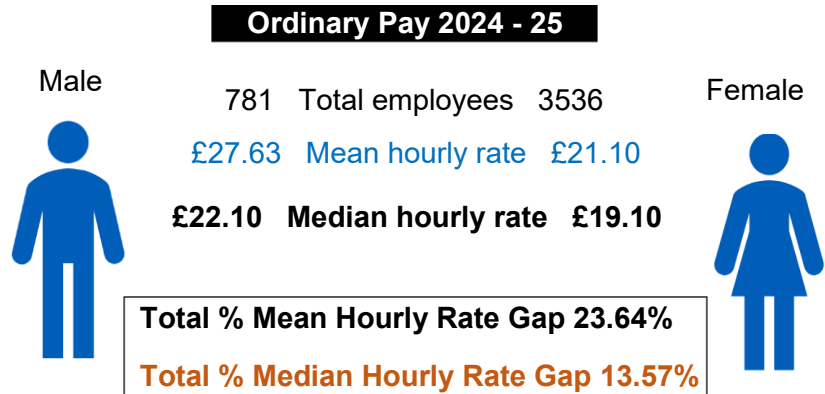 Ordinary Pay 2024 - 25
Male
Female
781 Total employees 3536
£27.63 Mean hourly rate £21.10
£22.10 Median hourly rate £19.10
Total % Mean Hourly Rate Gap 23.64%
Total % Median Hourly Rate Gap 13.57%